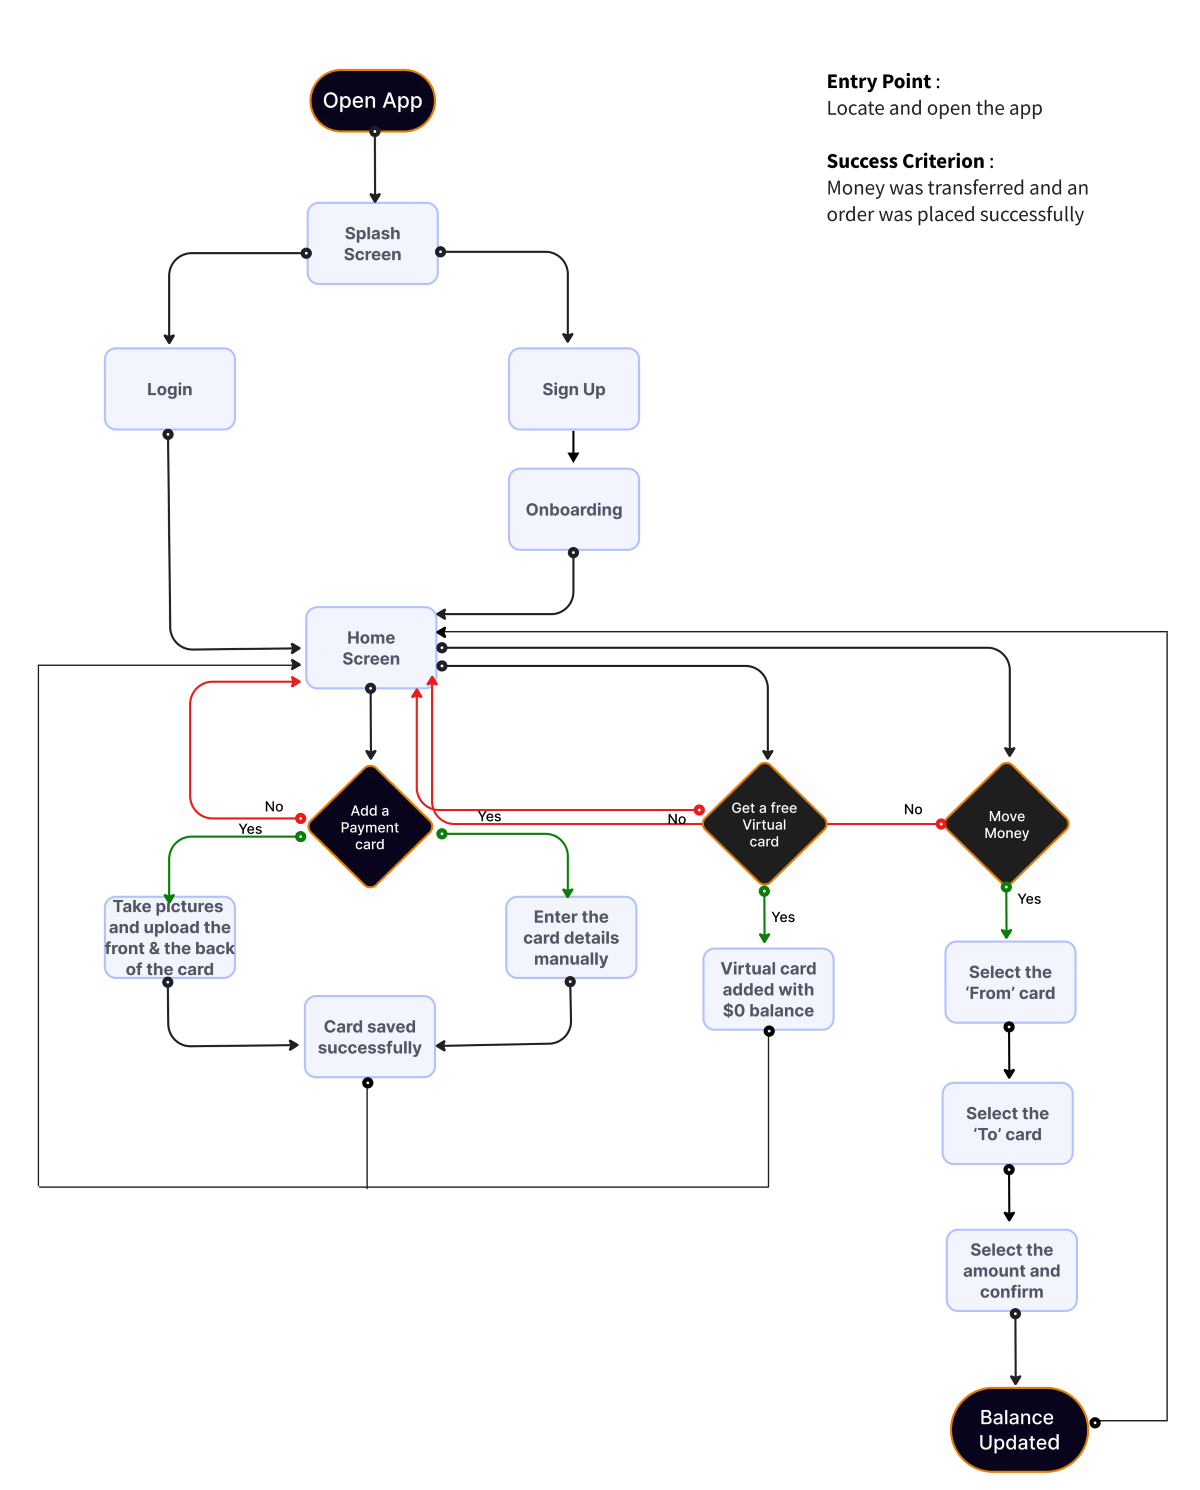 Open App
Entry Point :
Locate and open the app
Success Criterion :
Money was transferred and an
order was placed successfully
Splash
Screen
Login
Sign Up
Onboarding
Home
Screen
Add a
Payment
card
No
Yes
Yes
Get a free
Virtual
card
No
Move
Money
No
Yes
Yes
Take pictures
and upload the
front & the back
of the card
Enter the
card details
manually
Card saved
successfully
Virtual card
added with
$0 balance
Select the
‘From’ card
Select the
‘To’ card
Select the
amount and
confirm
Balance
Updated